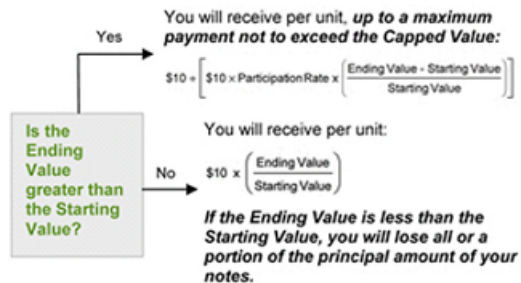 You will receive per unit, up to a maximum
Yes
payment not to exceed the Capped Value:
$10 + [ $10 × Participation Rate x ( Ending Value - Starting Value / Starting Value ) ]
Is the
Ending
Value
greater than
the Starting
Value?
No
You will receive per unit:
$10 x ( Ending Value / Starting Value )
If the Ending Value is less than the
Starting Value, you will lose all or a
portion of the principal amount of your
notes.